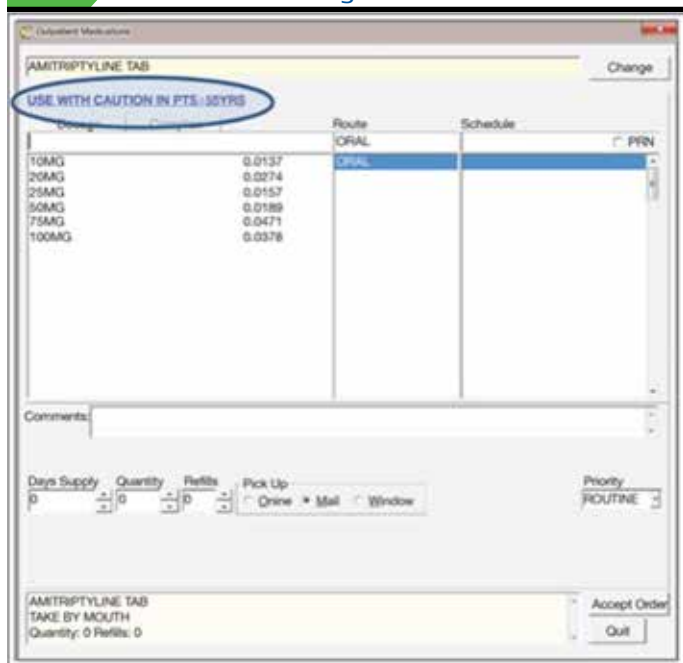 Outpatient Medications
AMITRIPTYLINE TAB
Change
USE WITH CAUTION IN PTS
Route Schedule
ORAL PRN
10MG 0.0137 ORAL
20MG 0.0274
25MG 0.0157
50MG 0.0189
75MG 0.0471
100MG 0.0378
Comments:
Days Supply Quantity Refills Pick Up Priority
0 0 0 Mail Window ROUTINE
AMITRIPTYLINE TAB
TAKE BY MOUTH
Quantity: 0 Refills: 0
Accept Order
Quit